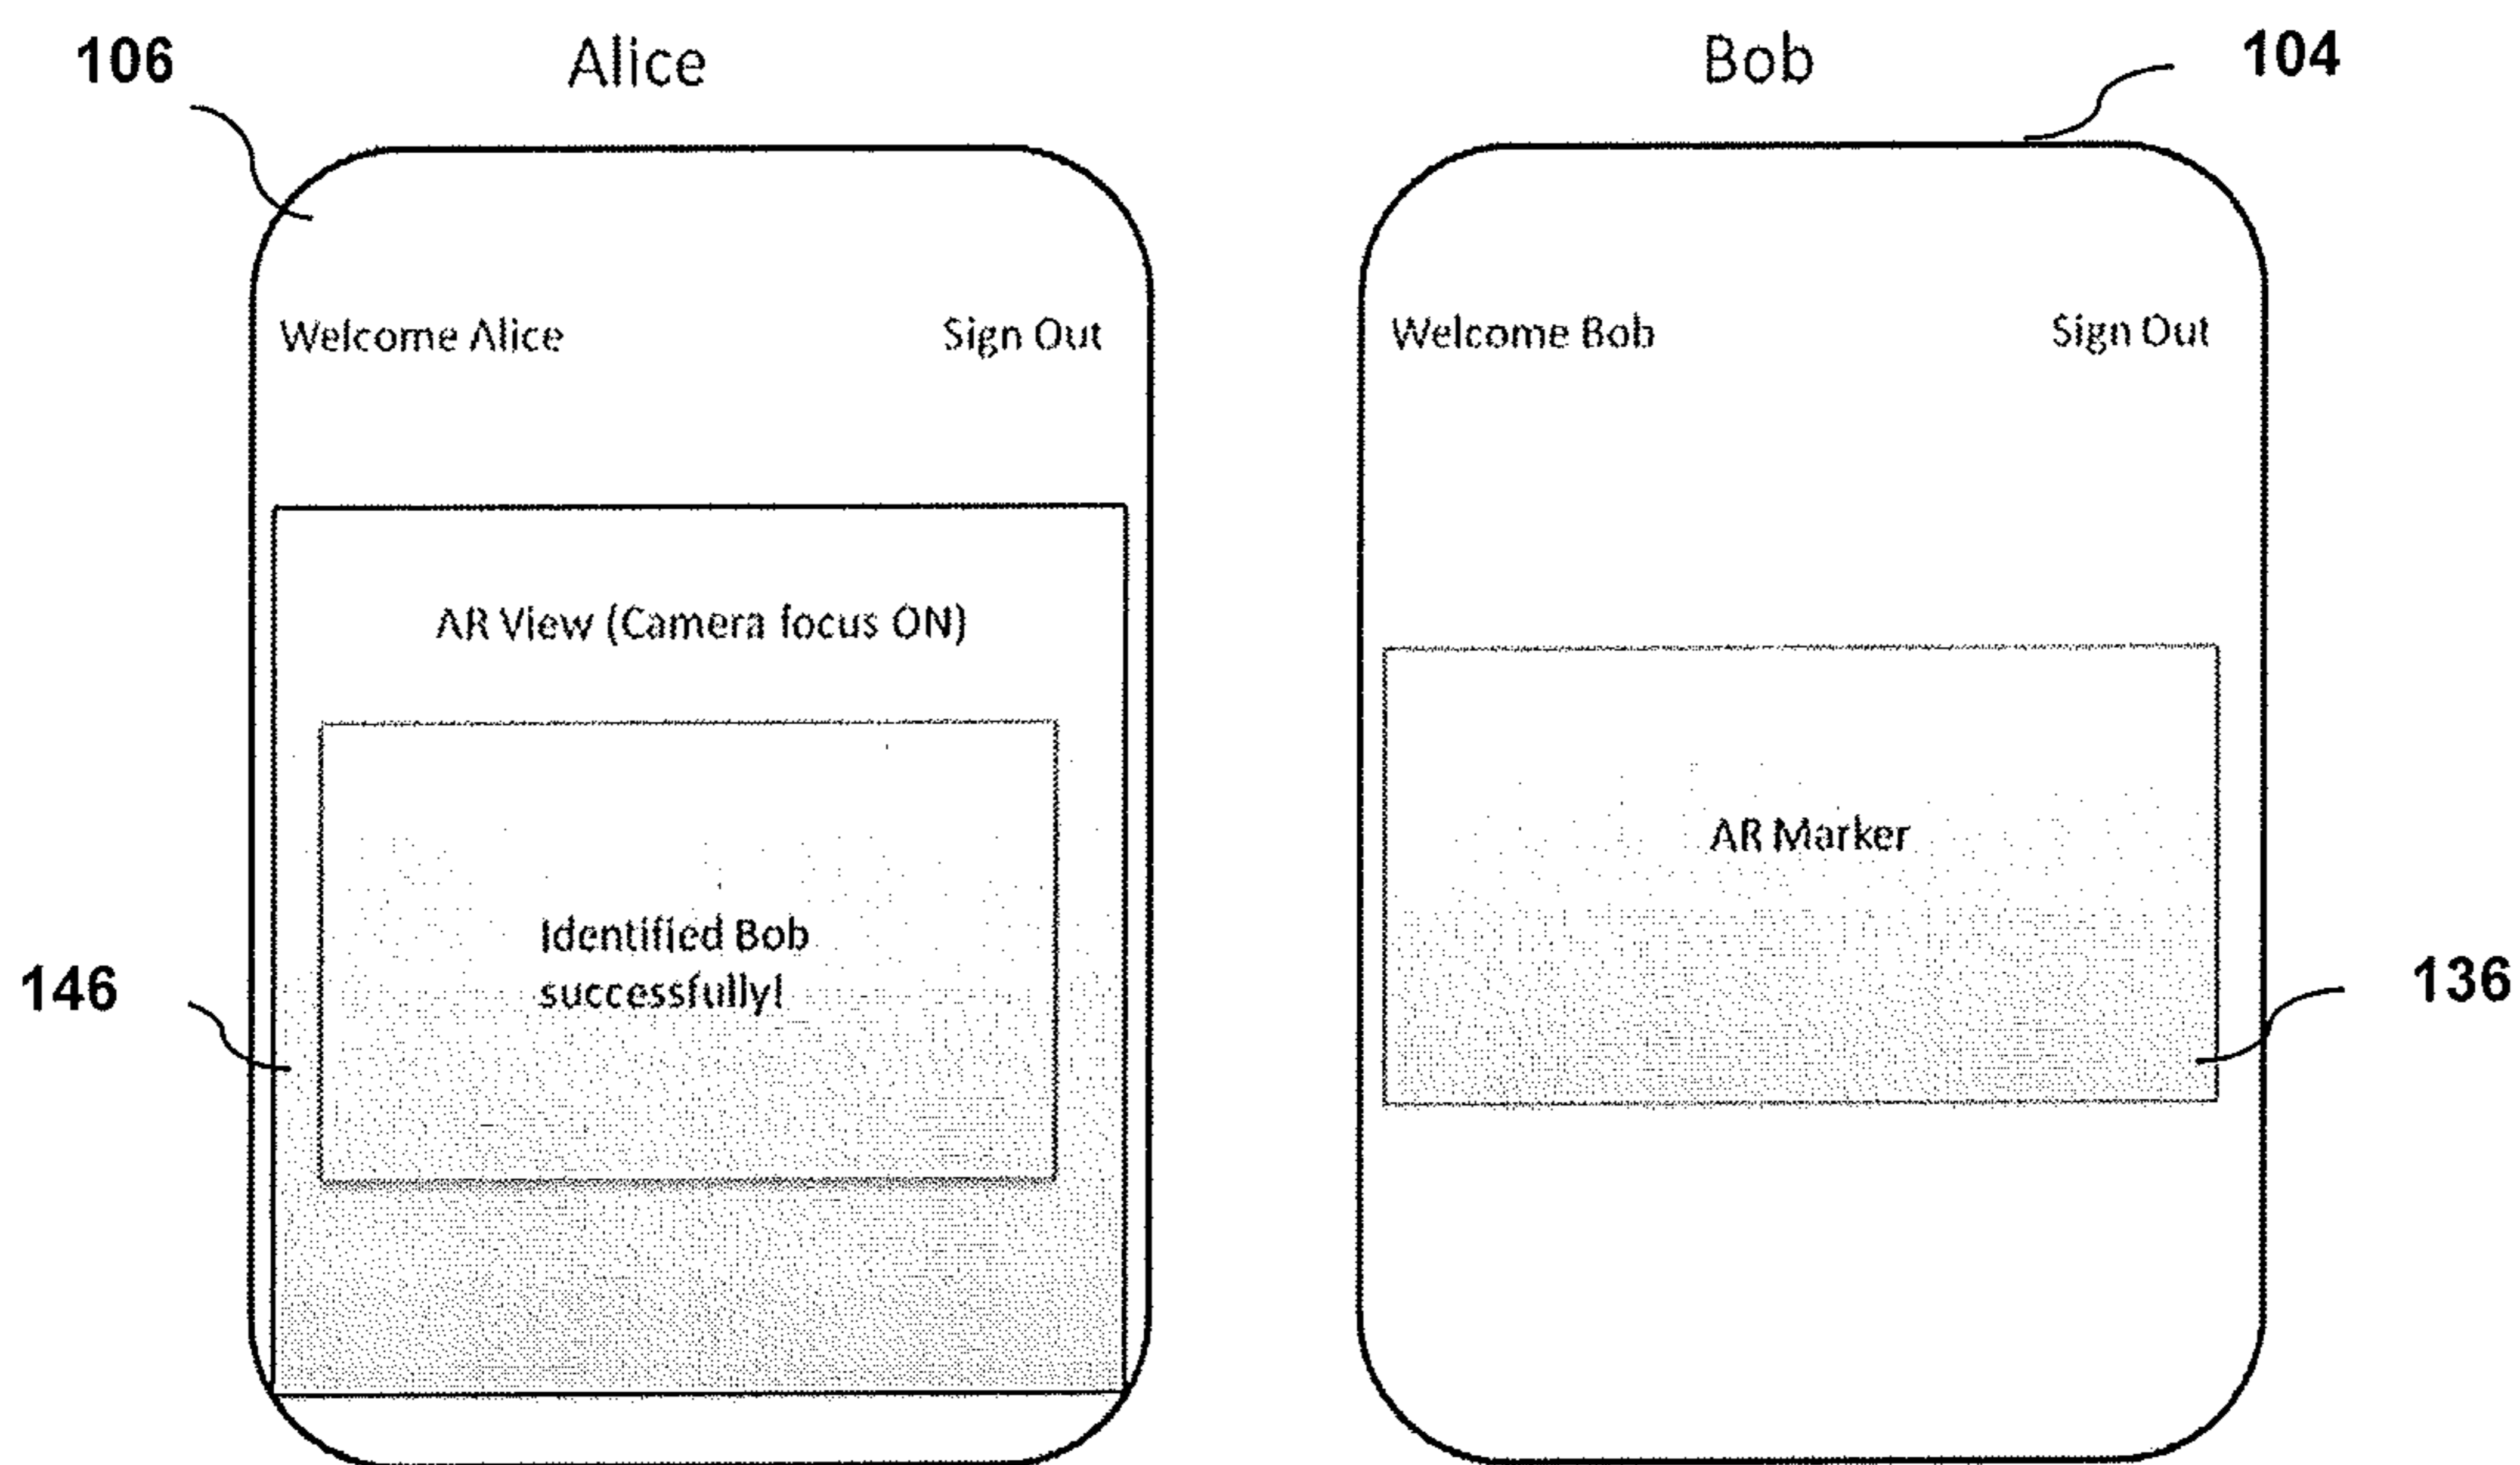 106
Alice
Bob
104
Welcome Alice
Sign Out
Welcome Bob
Sign Out
AR View (Camera focus ON)
AR Marker
Identified Bob
successfully!
146
136